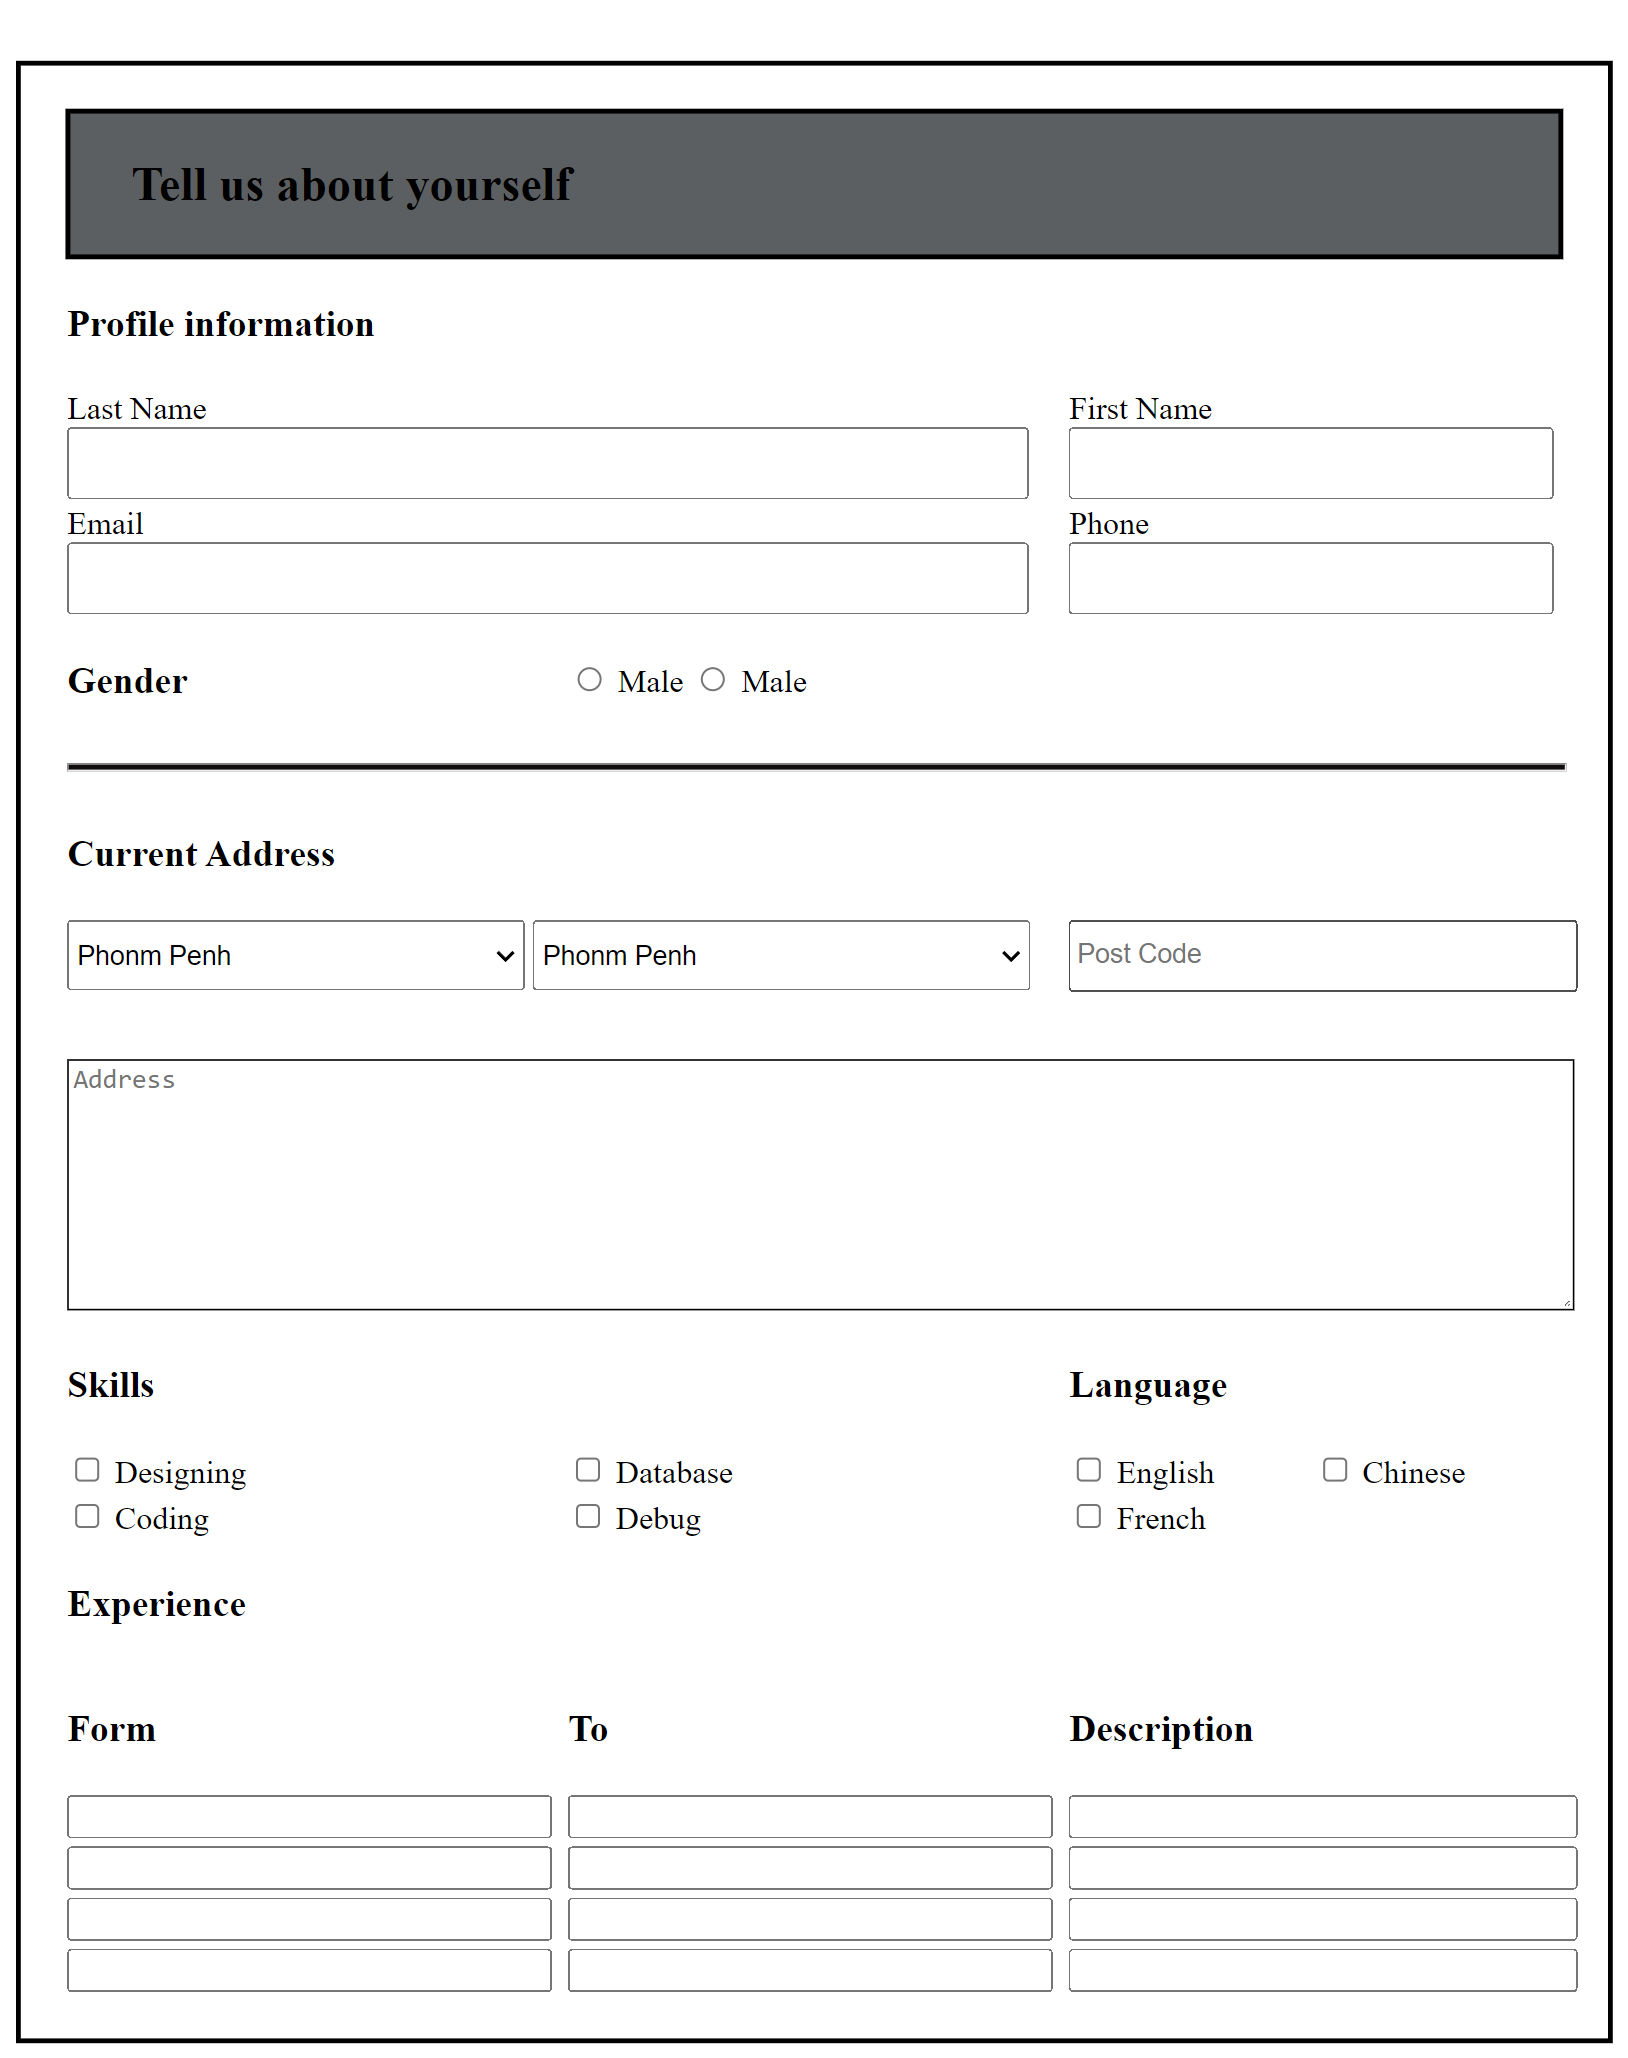 Tell us about yourself
Profile information
Last Name First Name
Email Phone
Gender Male Male
Current Address
Phonm Penh Phonm Penh Post Code
Address
Skills Language
Designing Database English Chinese
Coding Debug French
Experience
Form To Description